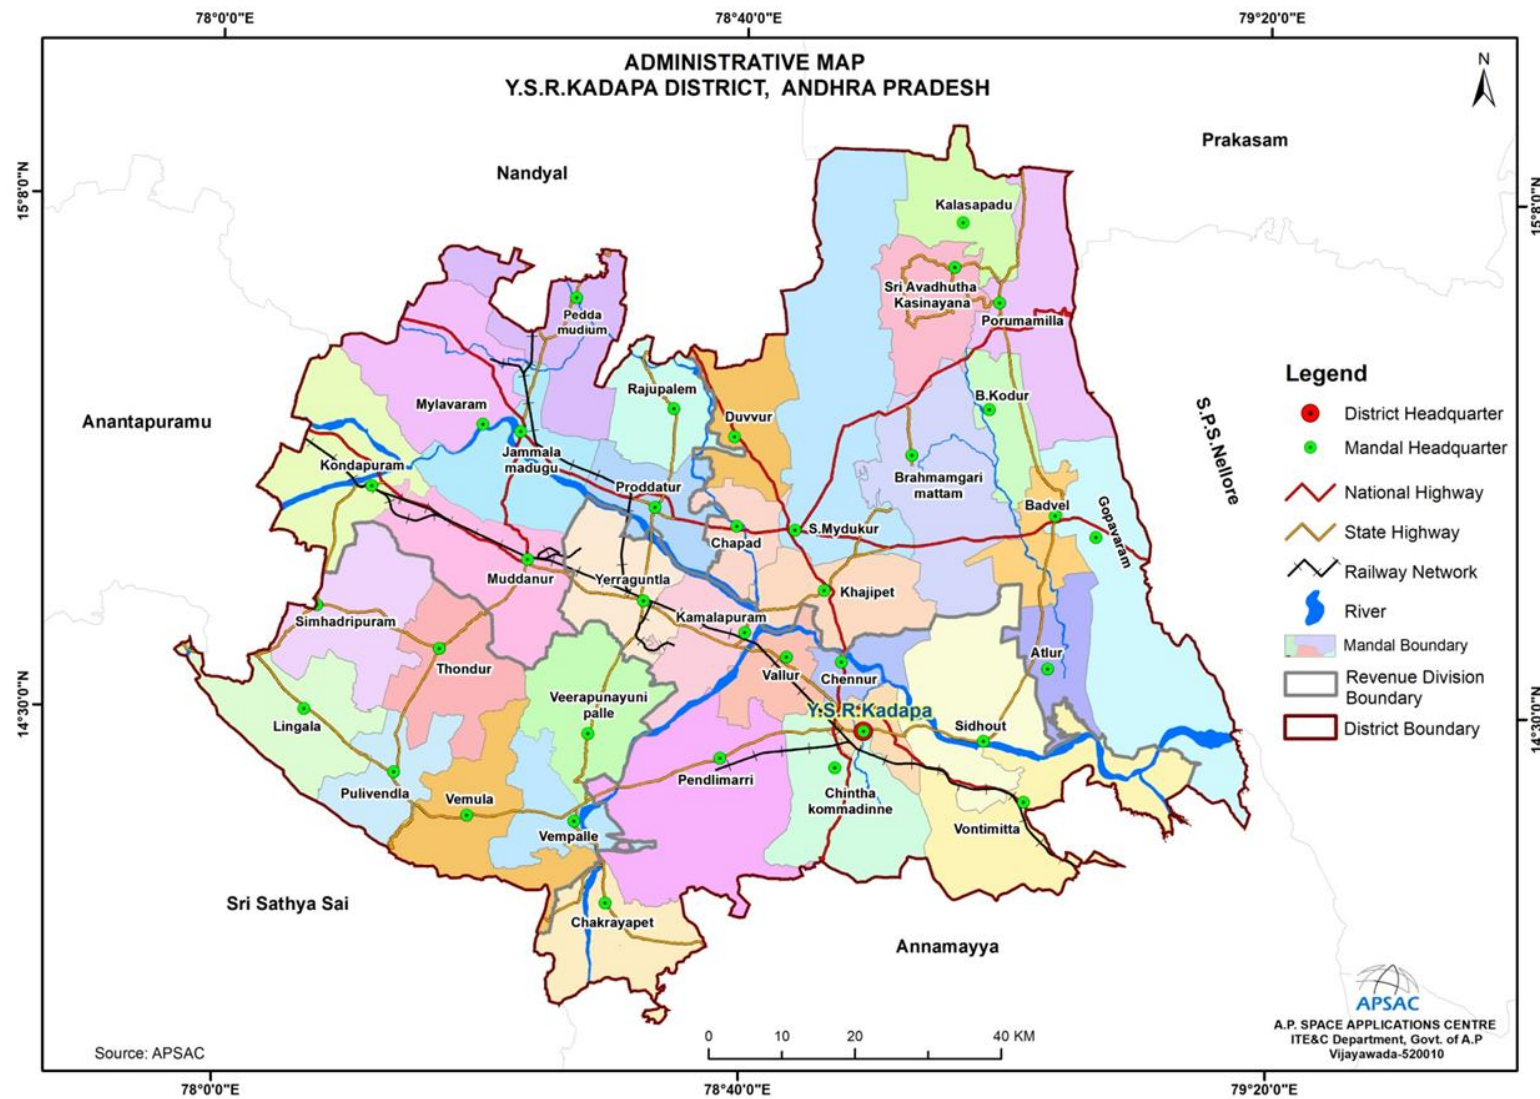 78°0'0"E
78°40'0"E
79°20'0"E
ADMINISTRATIVE MAP
Y.S.R.KADAPA DISTRICT, ANDHRA PRADESH
N
Prakasam
Nandyal
15°8'0"N
15°8'0"N
Kalasapadu
Sri Avadhutha
Kasinayana
Pedda
mudium
Porumamilla
Legend
District Headquarter
Mandal Headquarter
National Highway
State Highway
Railway Network
River
Mandal Boundary
Revenue Division
Boundary
District Boundary
Rajupalem
B.Kodur
Mylavaram
Duvvur
Anantapuramu
S.P.S.Nellore
Jammala
madugu
Kondapuram
Brahmamgari
mattam
Proddatur
Badvel
Gopavaram
S.Mydukur
Chapad
Muddanur
Yerraguntla
Khajipet
Kamalapuram
Simhadripuram
Atlur
Thondur
Vallur
Chennur
Veerapunayuni
palle
Y.S.R.Kadapa
Lingala
Sidhout
14°30'0"N
14°30'0"N
Pendlimarri
Pulivendla
Vemula
Chintha
kommadinne
Vempalle
Vontimitta
Sri Sathya Sai
Chakrayapet
Annamayya
APSAC
A.P. SPACE APPLICATIONS CENTRE
ITE&C Department, Govt. of A.P
Vijayawada-520010
0 10 20 40 KM
Source: APSAC
78°0'0"E
78°40'0"E
79°20'0"E